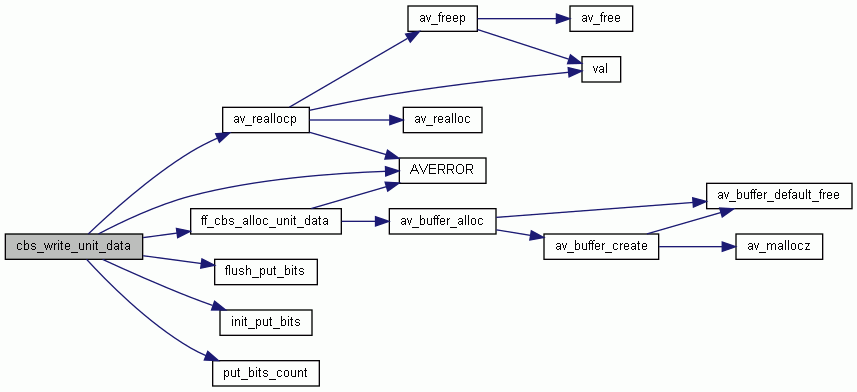 av_freep
av_free
val
av_reallocp
av_realloc
AVERROR
av_buffer_default_free
ff_cbs_alloc_unit_data
av_buffer_alloc
cbs_write_unit_data
av_buffer_create
av_mallocz
flush_put_bits
init_put_bits
put_bits_count